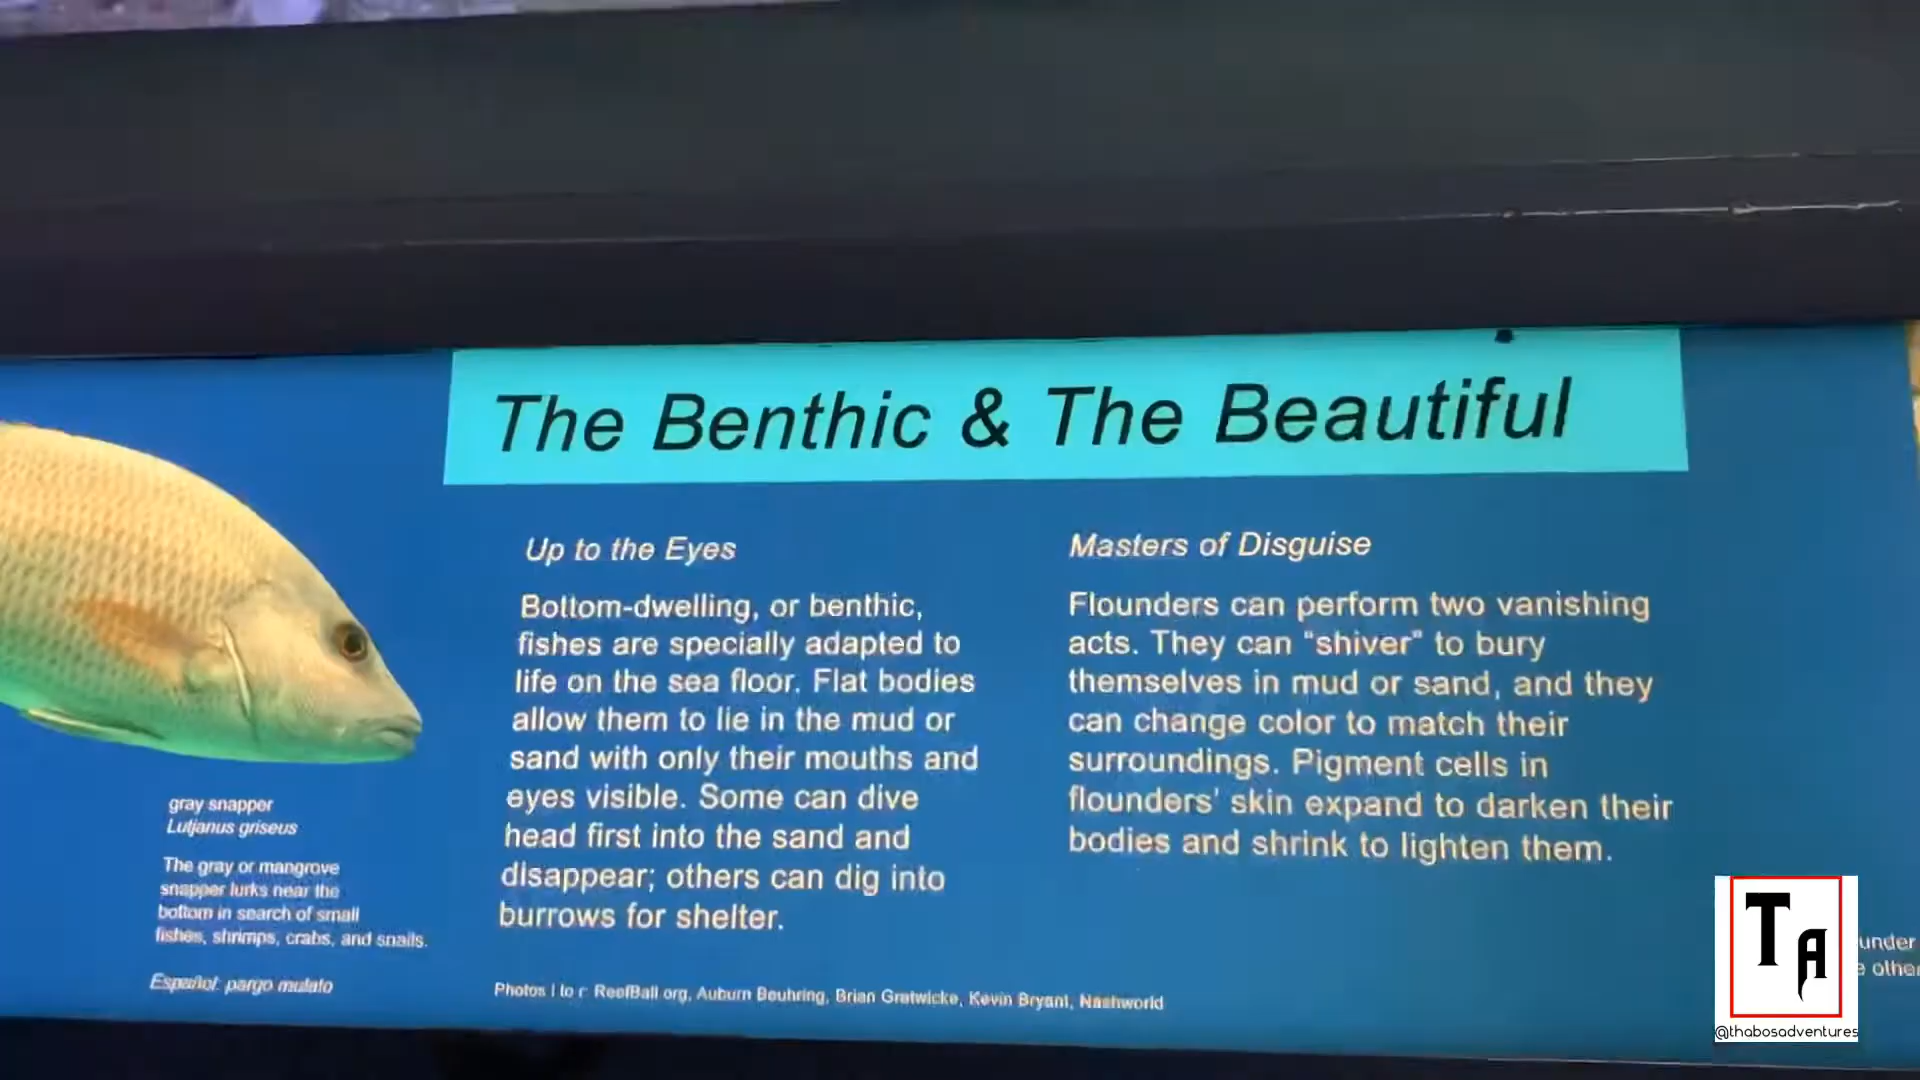 The Benthic & The Beautiful
Up to the Eyes
Bottom-dwelling, or benthic,
fishes are specially adapted to
life on the sea floor. Flat bodies
allow them to lie in the mud or
sand with only their mouths and
eyes visible. Some can dive
head first into the sand and
disappear; others can dig into
burrows for shelter.
Masters of Disguise
Flounders can perform two vanishing
acts. They can "shiver" to bury
themselves in mud or sand, and they
can change color to match their
surroundings. Pigment cells in
flounders' skin expand to darken their
bodies and shrink to lighten them.
gray snapper
Lutjanus griseus
The gray or mangrove
snapper lurks near the
bottom in search of small
fishes, shrimps, crabs, and snails.
Español: pargo mulato
Photos l to r: ReefBall.org, Auburn Beuhring, Brian Gratwicke, Kevin Bryant, Nashworld
TA
@thabosadventures